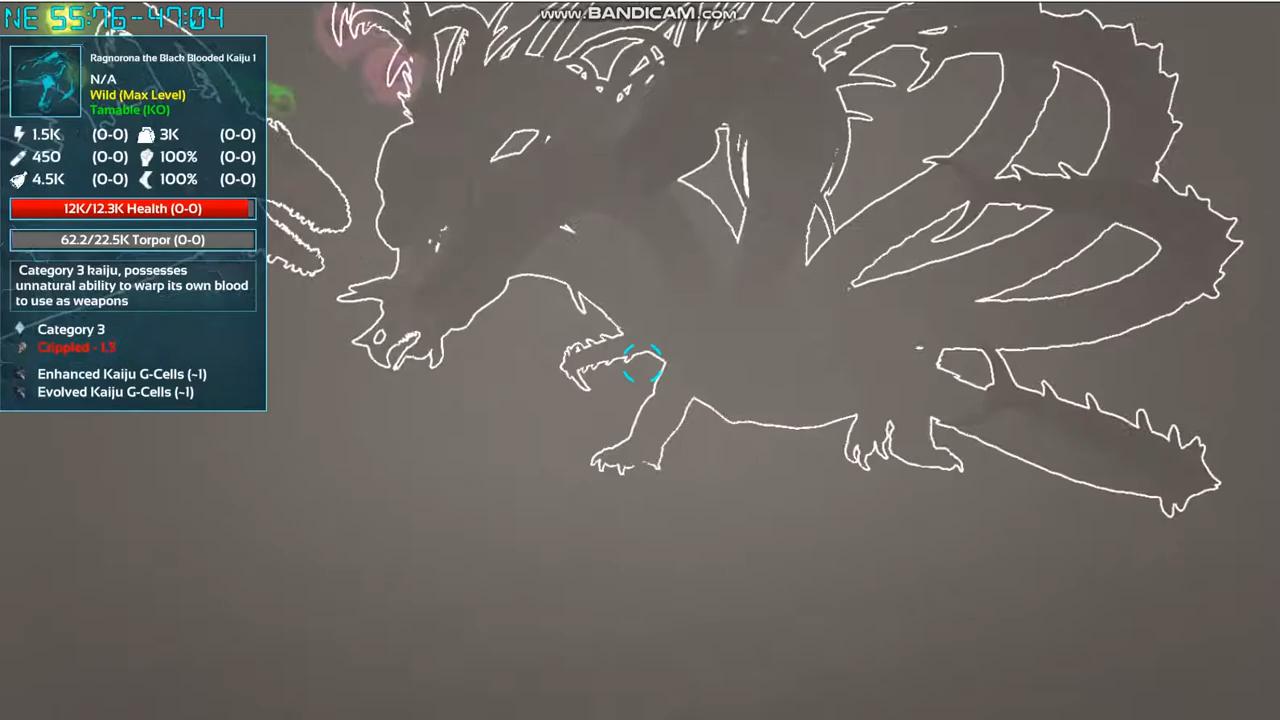 www.BANDICAM.com
NE 55:76-47:04
Ragnorona the Black Blooded Kaiju 1
N/A
Wild (Max Level)
Tamable (KO)
1.5K (0-0) 3K (0-0)
450 (0-0) 100% (0-0)
4.5K (0-0) 100% (0-0)
12K/12.3K Health (0-0)
62.2/22.5K Torpor (0-0)
Category 3 kaiju, possesses
unnatural ability to warp its own blood
to use as weapons
Category 3
Crippled - 1.3
Enhanced Kaiju G-Cells (~1)
Evolved Kaiju G-Cells (~1)